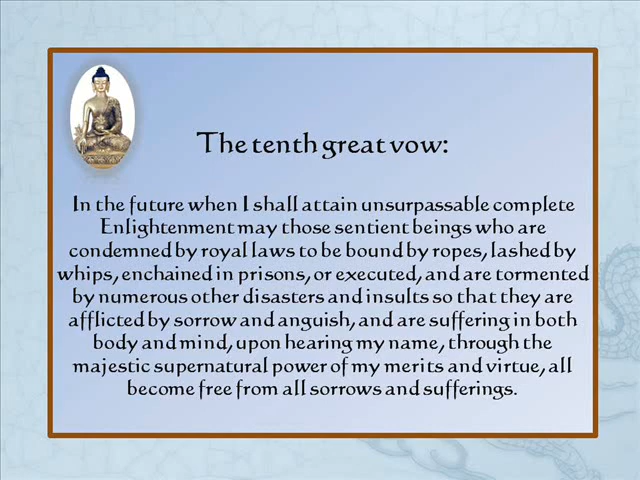 The tenth great vow:
In the future when I shall attain unsurpassable complete
Enlightenment may those sentient beings who are
condemned by royal laws to be bound by ropes, lashed by
whips, enchained in prisons, or executed, and are tormented
by numerous other disasters and insults so that they are
afflicted by sorrow and anguish, and are suffering in both
body and mind, upon hearing my name, through the
majestic supernatural power of my merits and virtue, all
become free from all sorrows and sufferings.